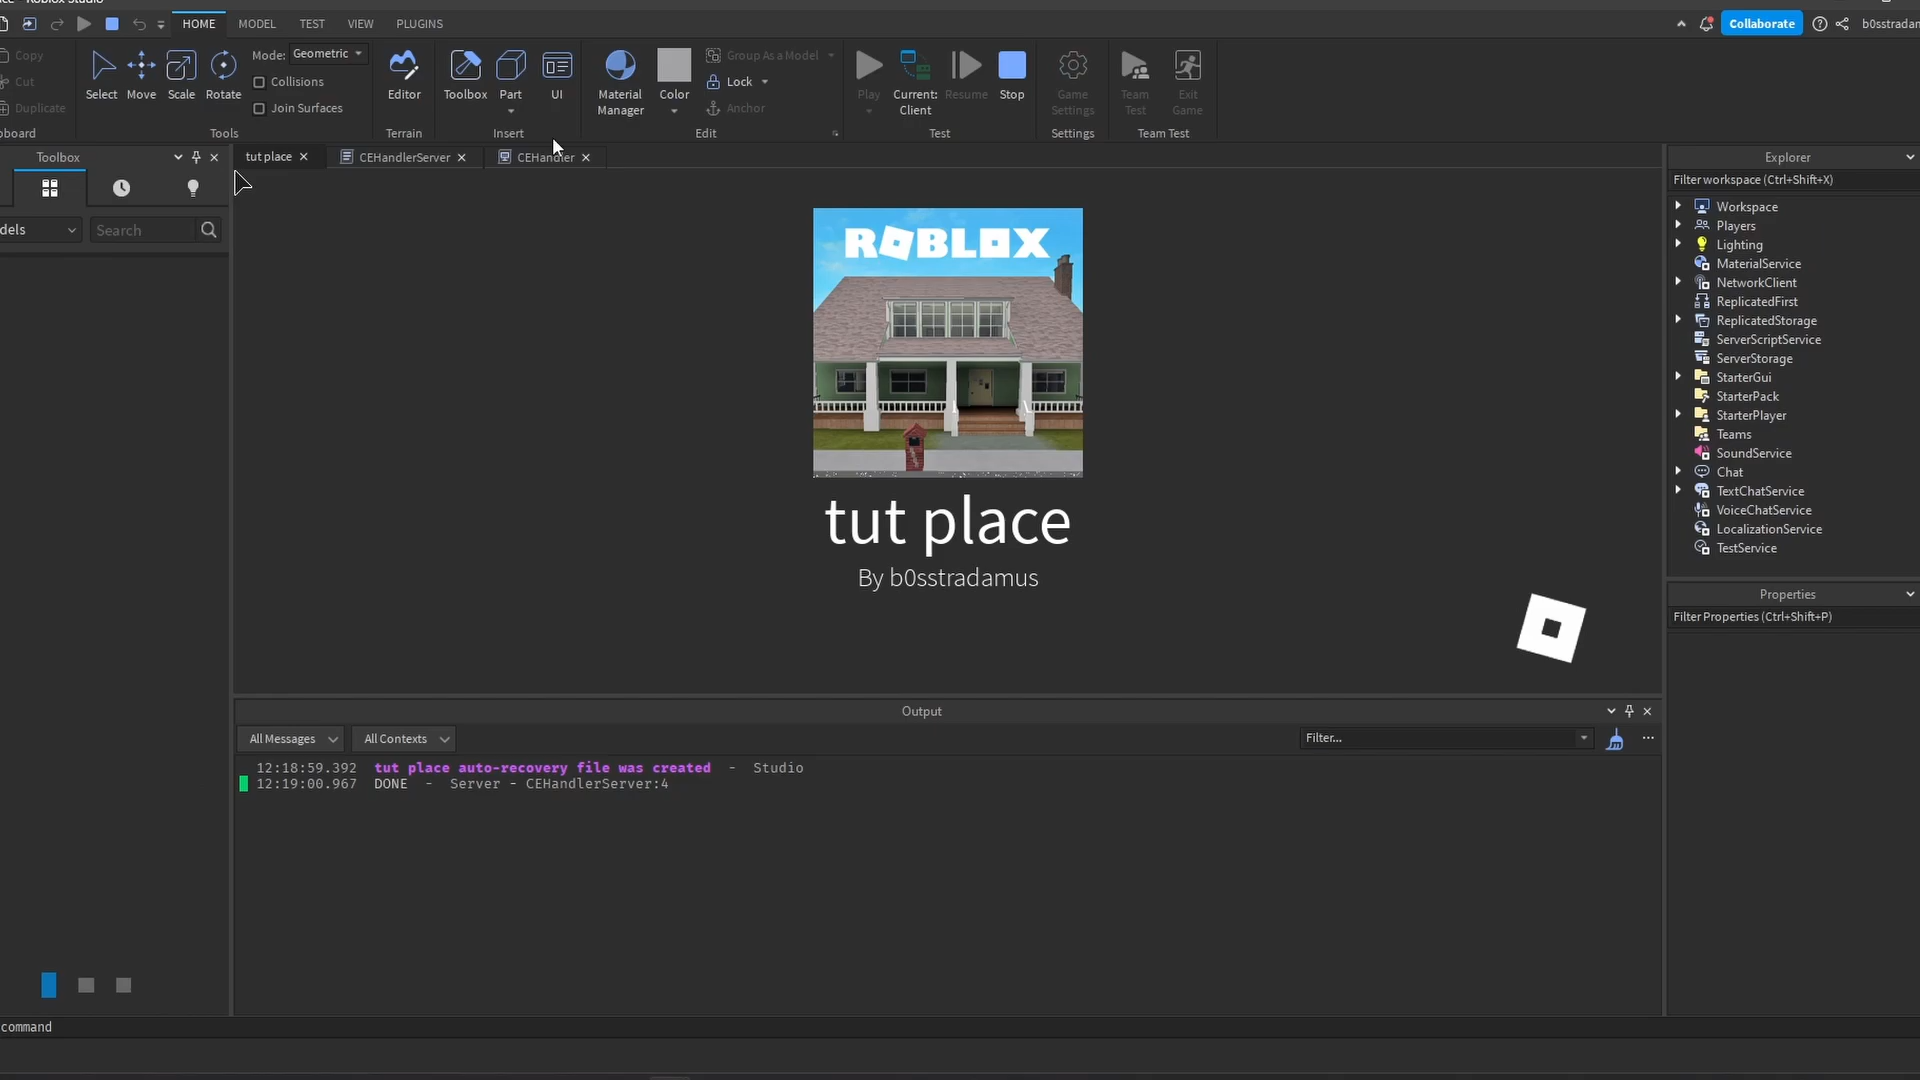 HOME
MODEL
TEST
VIEW
PLUGINS
Collaborate
Copy
Cut
Duplicate
Select
Move
Scale
Rotate
Mode:
Geometric
Collisions
Join Surfaces
Tools
Editor
Terrain
Toolbox
Part
UI
Insert
Material
Manager
Color
Group As a Model
Lock
Anchor
Edit
Play
Current:
Client
Resume
Stop
Test
Game
Settings
Settings
Team
Test
Exit
Game
Team Test
Toolbox
Search
tut place
CEHandlerServer
CEHandler
ROBLOX
tut place
By b0sstradamus
Explorer
Filter workspace (Ctrl+Shift+X)
Workspace
Players
Lighting
MaterialService
NetworkClient
ReplicatedFirst
ReplicatedStorage
ServerScriptService
ServerStorage
StarterGui
StarterPack
StarterPlayer
Teams
SoundService
Chat
TextChatService
VoiceChatService
LocalizationService
TestService
Properties
Filter Properties (Ctrl+Shift+P)
Output
All Messages
All Contexts
Filter...
12:18:59.392 tut place auto-recovery file was created - Studio
12:19:00.967 DONE - Server - CEHandlerServer:4
command